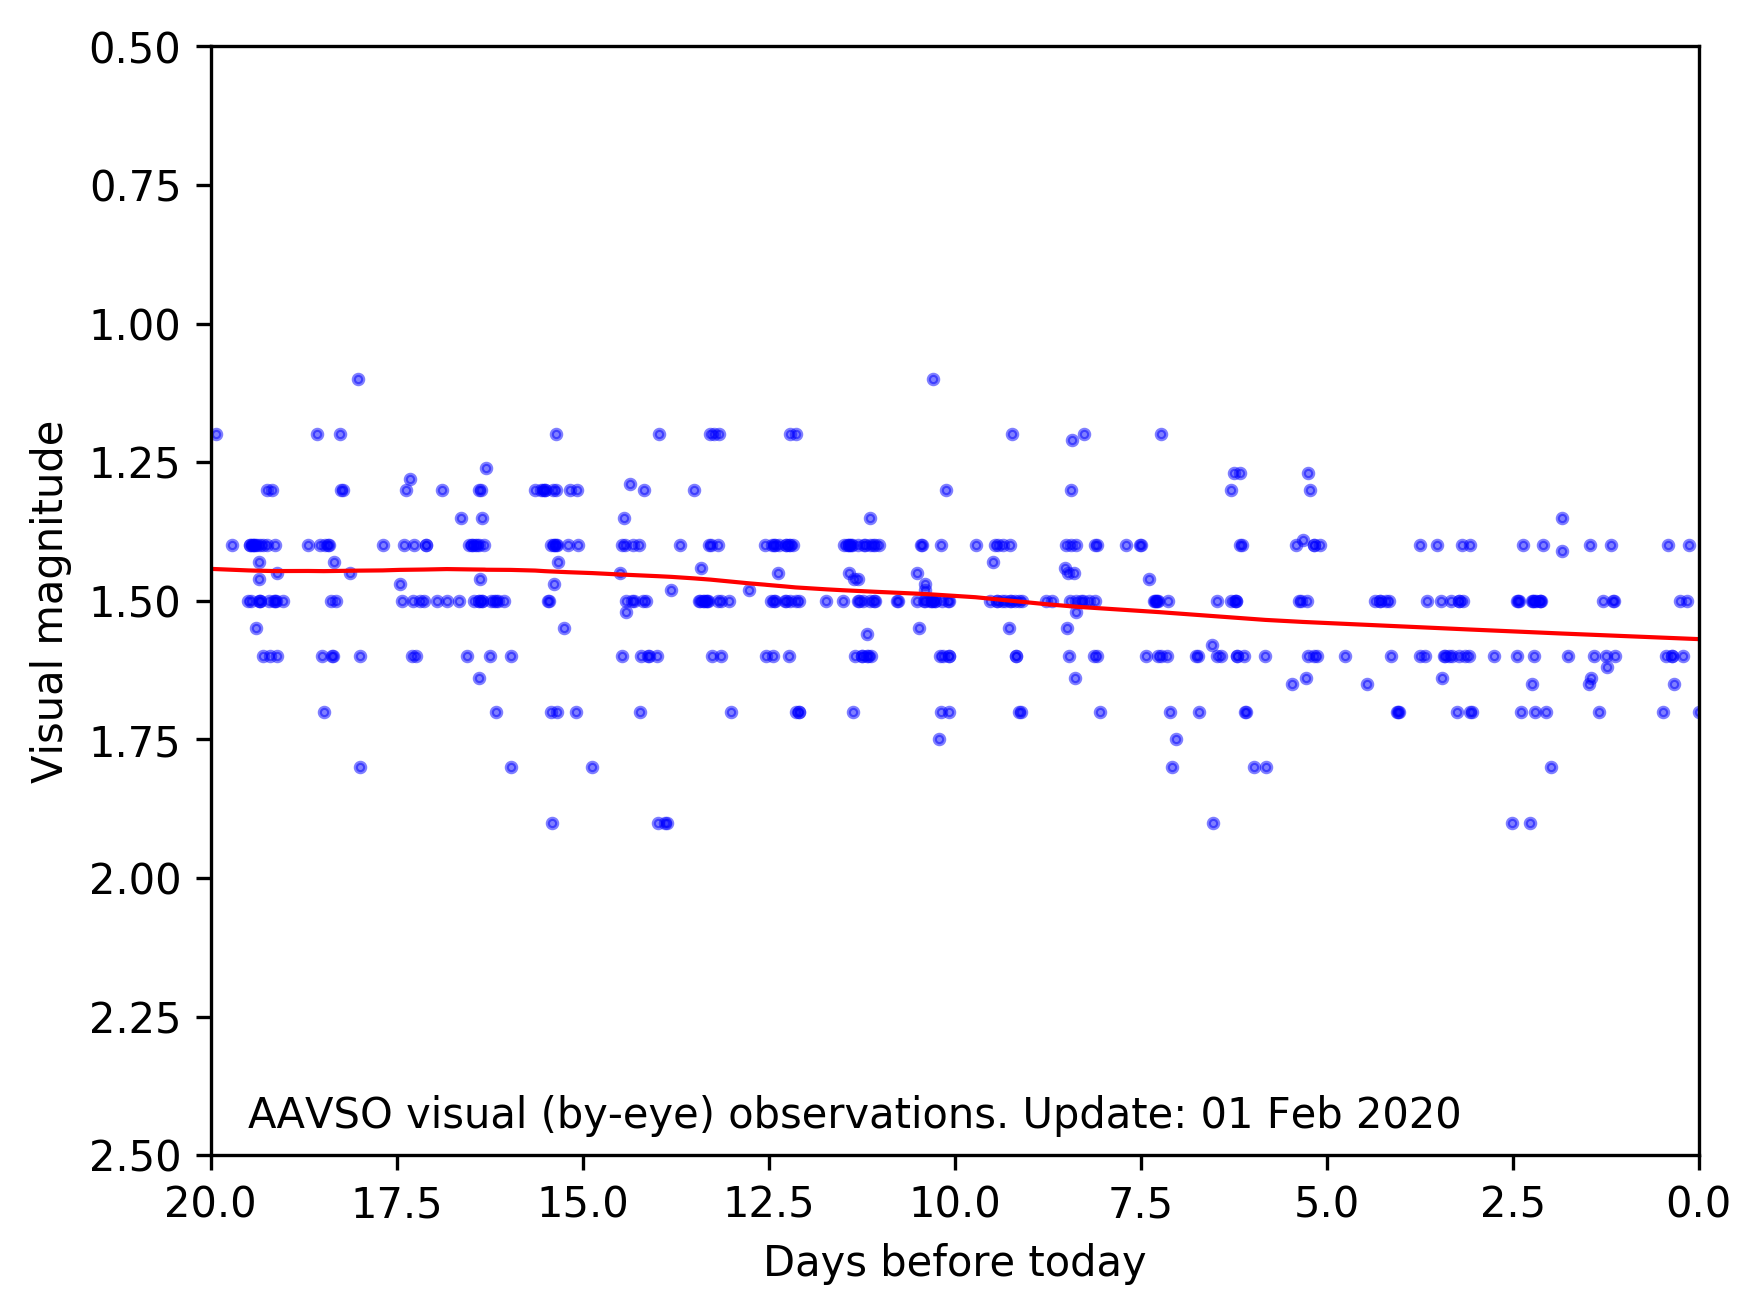 0.50
0.75
1.00
1.25
1.50
1.75
2.00
2.25
2.50
Visual magnitude
AAVSO visual (by-eye) observations. Update: 01 Feb 2020
20.0 17.5 15.0 12.5 10.0 7.5 5.0 2.5 0.0
Days before today